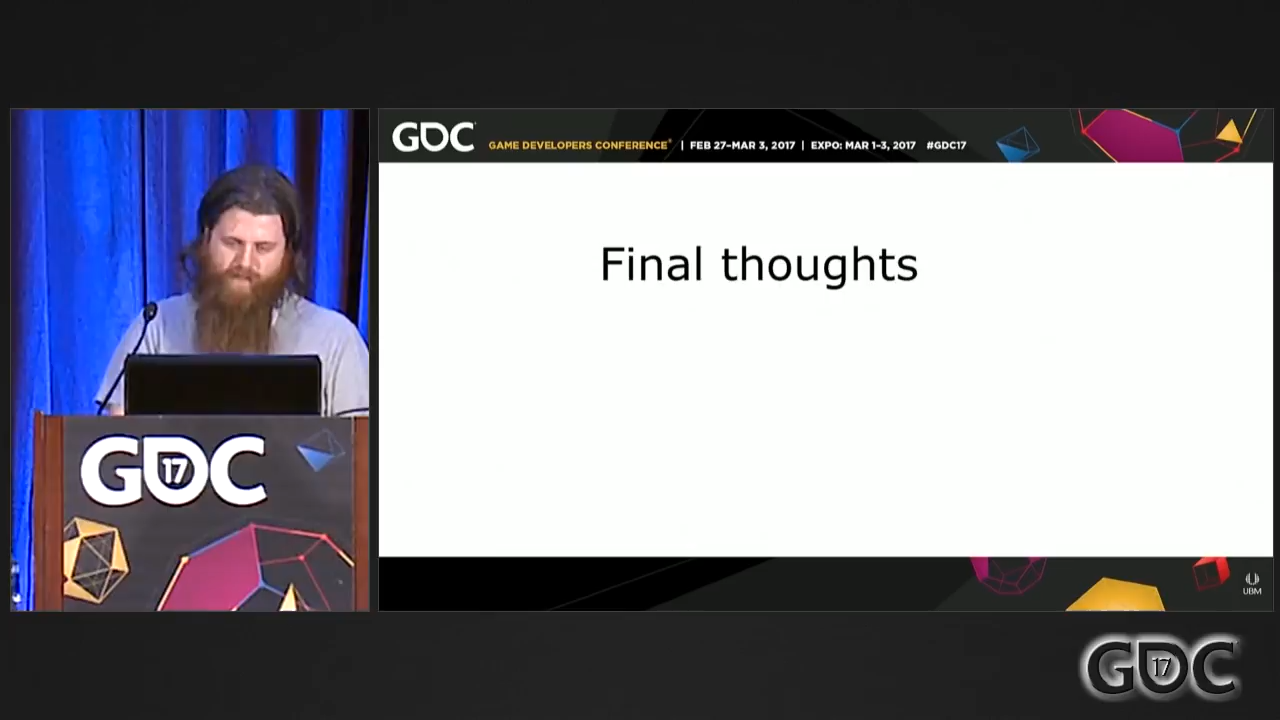 GDC
GAME DEVELOPERS CONFERENCE® | FEB 27–MAR 3, 2017 | EXPO: MAR 1–3, 2017 #GDC17
Final thoughts
GDC
17
UBM
GDC
17